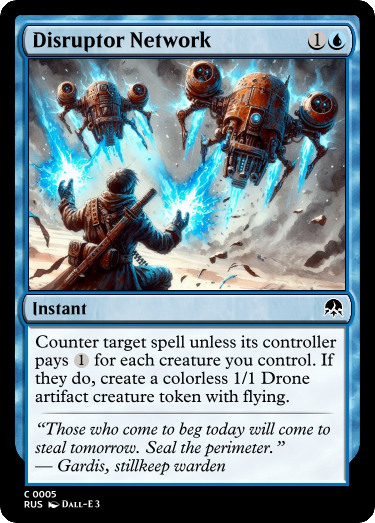 Disruptor Network 1
Instant
Counter target spell unless its controller
pays 1 for each creature you control. If
they do, create a colorless 1/1 Drone
artifact creature token with flying.
“Those who come to beg today will come to
steal tomorrow. Seal the perimeter.”
— Gardis, stillkeep warden
C 0005
RUS DALL-E 3